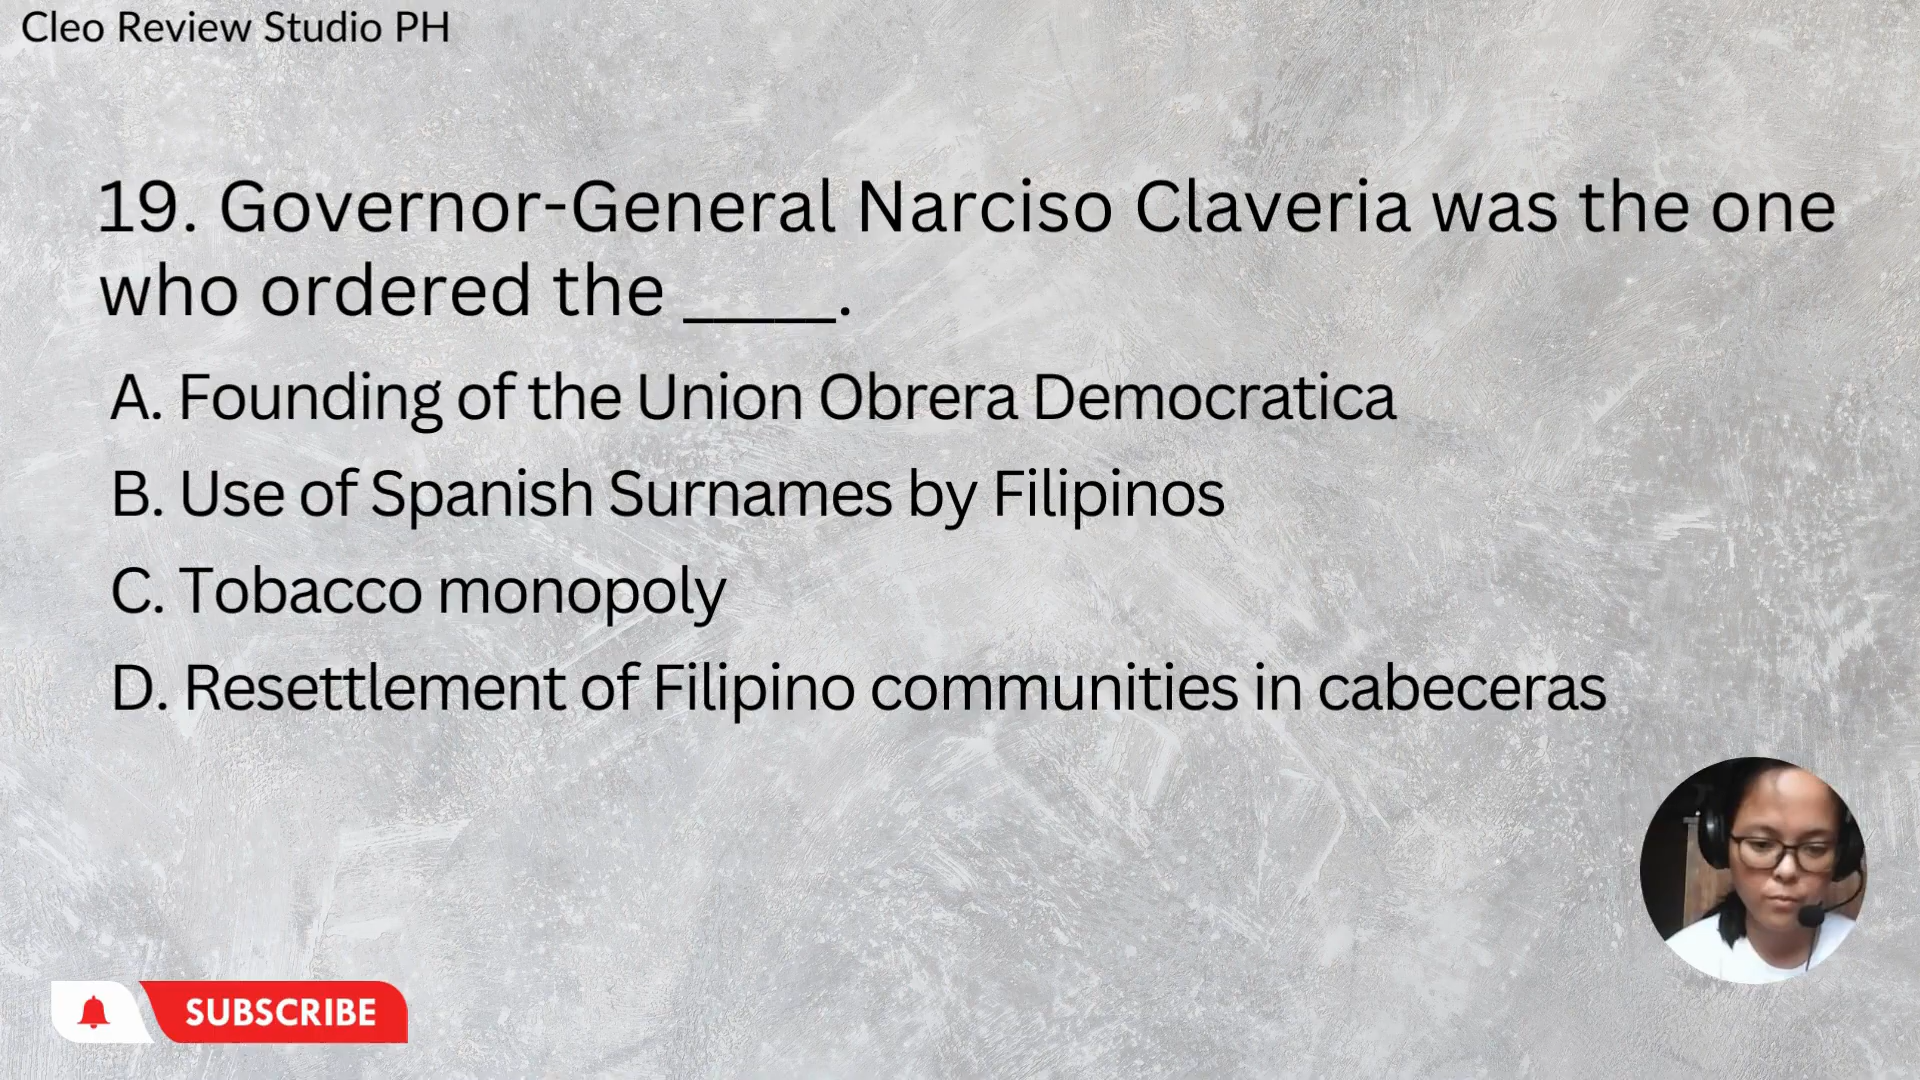 Cleo Review Studio PH
19. Governor-General Narciso Claveria was the one
who ordered the _____.
A. Founding of the Union Obrera Democratica
B. Use of Spanish Surnames by Filipinos
C. Tobacco monopoly
D. Resettlement of Filipino communities in cabeceras
SUBSCRIBE